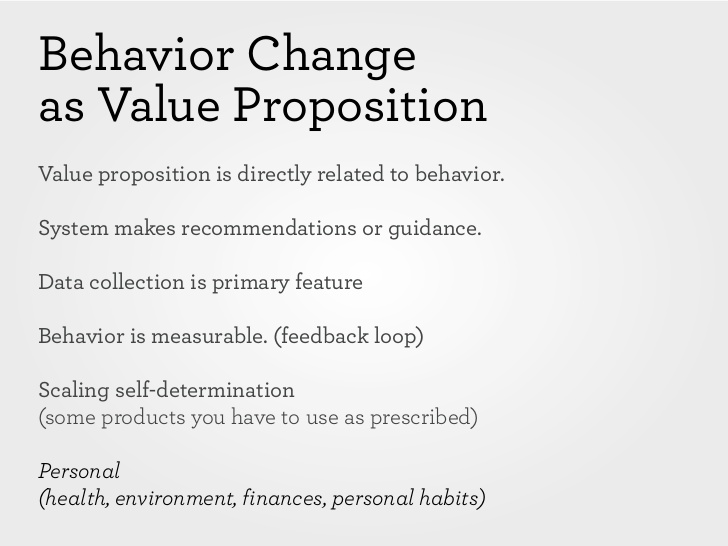 Behavior Change
as Value Proposition
Value proposition is directly related to behavior.
System makes recommendations or guidance.
Data collection is primary feature
Behavior is measurable. (feedback loop)
Scaling self-determination
(some products you have to use as prescribed)
Personal
(health, environment, finances, personal habits)